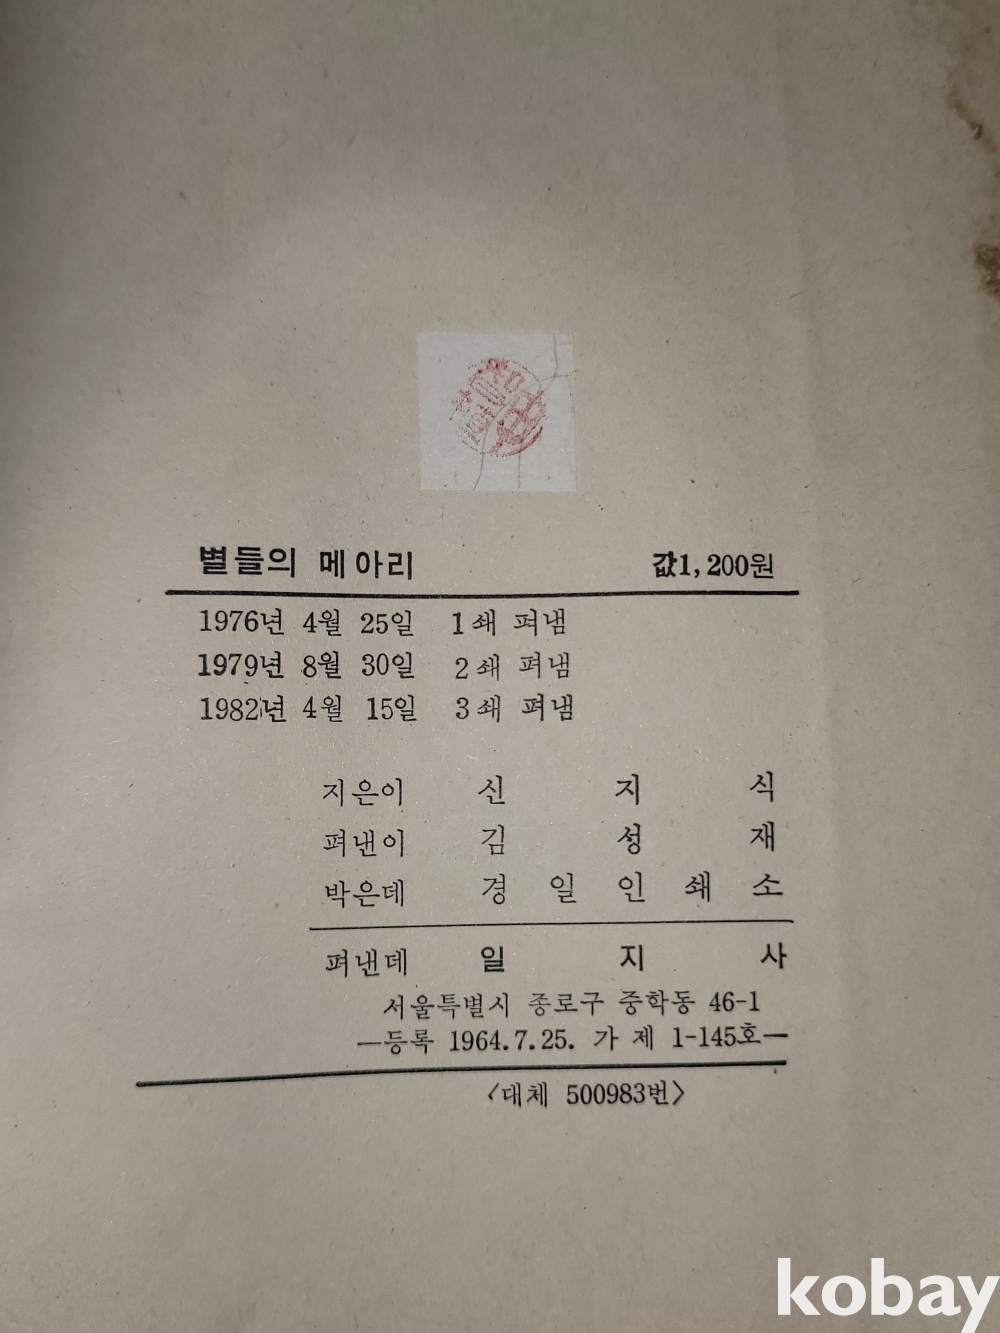 별들의 메아리 값1,200원
1976년 4월 25일 1쇄 펴냄
1979년 8월 30일 2쇄 펴냄
1982년 4월 15일 3쇄 펴냄
지은이 신 지 식
펴낸이 김 성 재
박은데 경 일 인 쇄 소
펴낸데 일 지 사
서울특별시 종로구 중학동 46-1
—등록 1964.7.25. 가 제 1-145호—
〈대체 500983번〉
kobay